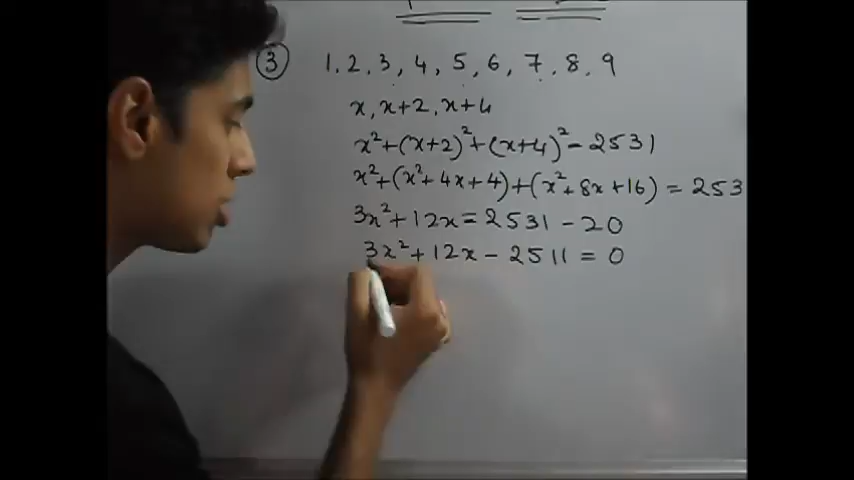 ③ 1, 2, 3, 4, 5, 6, 7, 8, 9
x, x+2, x+4
x²+(x+2)²+(x+4)² - 2531
x²+(x²+4x+4)+(x²+8x+16) = 253
3x²+12x = 2531 - 20
3x²+12x - 2511 = 0